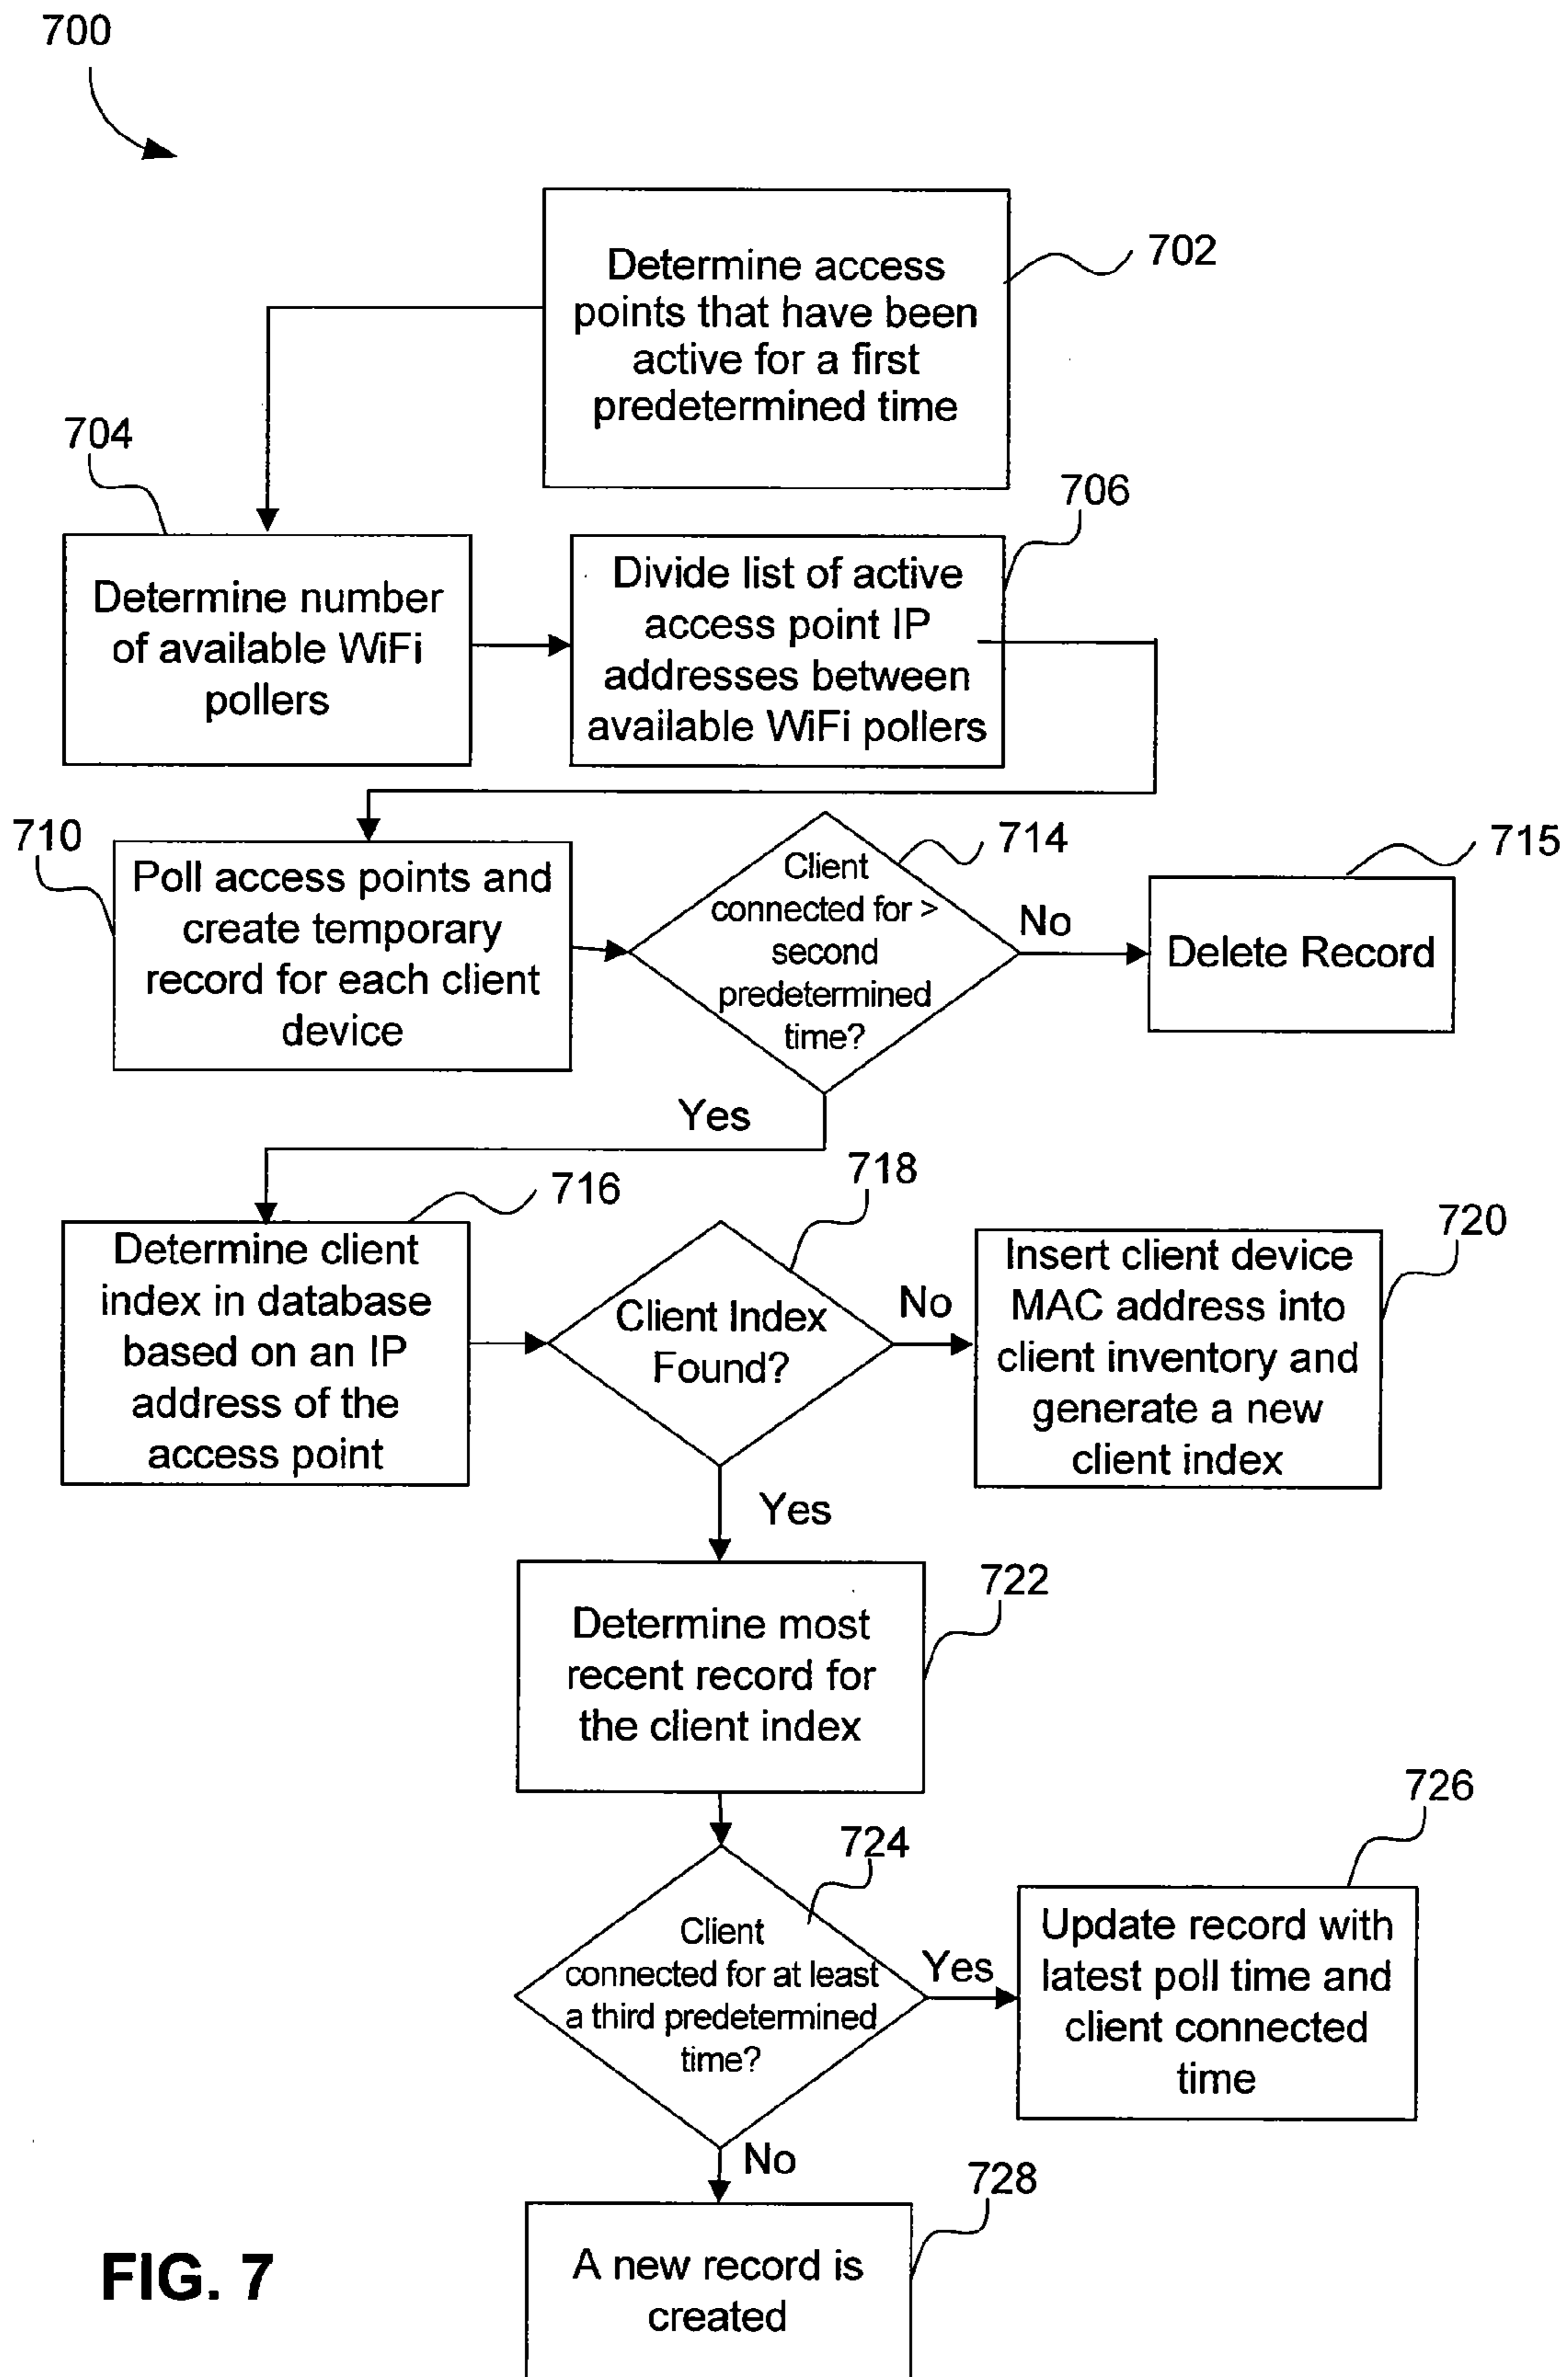 700
702
Determine access
points that have been
active for a first
predetermined time
704
706
Determine number
of available WiFi
pollers
Divide list of active
access point IP
addresses between
available WiFi pollers
710
714
715
Poll access points and
create temporary
record for each client
device
Client
connected for >
second
predetermined
time?
No
Delete Record
Yes
716
718
720
Determine client
index in database
based on an IP
address of the
access point
Client Index
Found?
No
Insert client device
MAC address into
client inventory and
generate a new
client index
Yes
722
Determine most
recent record for
the client index
724
726
Client
connected for at least
a third predetermined
time?
Yes
Update record with
latest poll time and
client connected
time
No
728
A new record is
created
FIG. 7